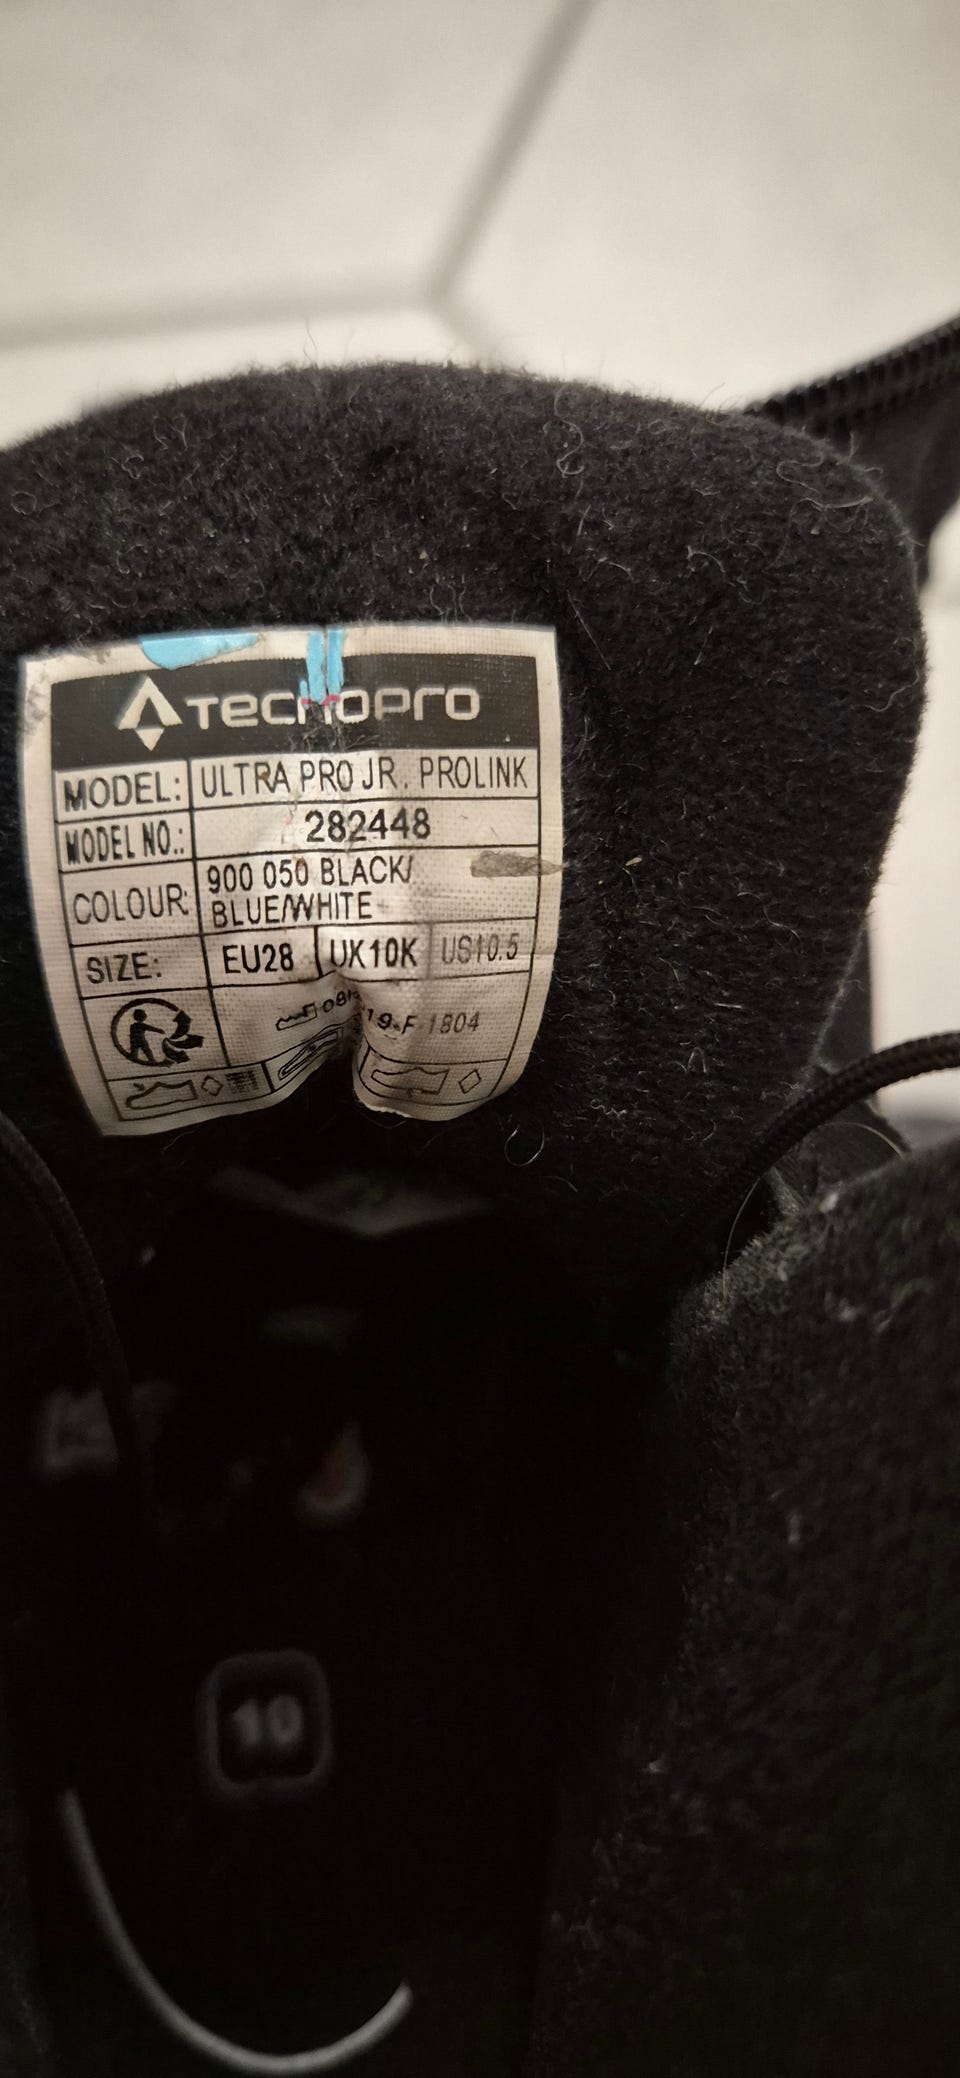 TECNOPRO
MODEL: ULTRA PRO JR. PROLINK
MODEL NO.: 282448
COLOUR: 900 050 BLACK/
BLUE/WHITE
SIZE: EU28 UK10K US10.5
19-F-1804
10